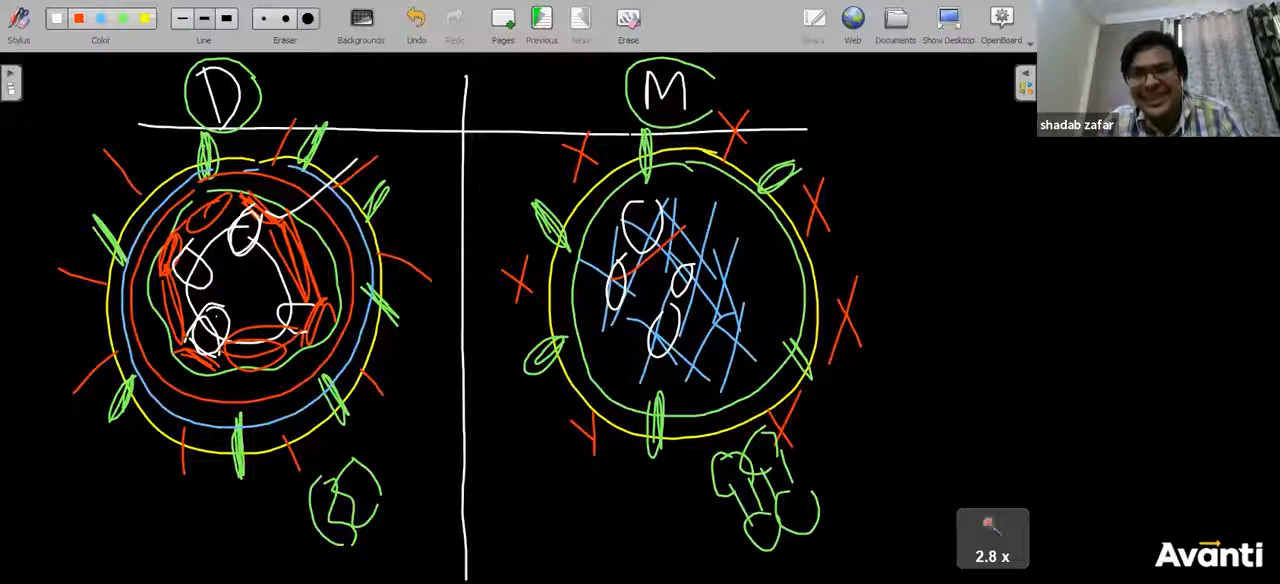 Stylus
Color
Line
Eraser
Backgrounds
Undo
Redo
Pages
Previous
Next
Erase
Board
Web
Documents
Show Desktop
OpenBoard
D
M
shadab zafar
2.8 x
Avanti